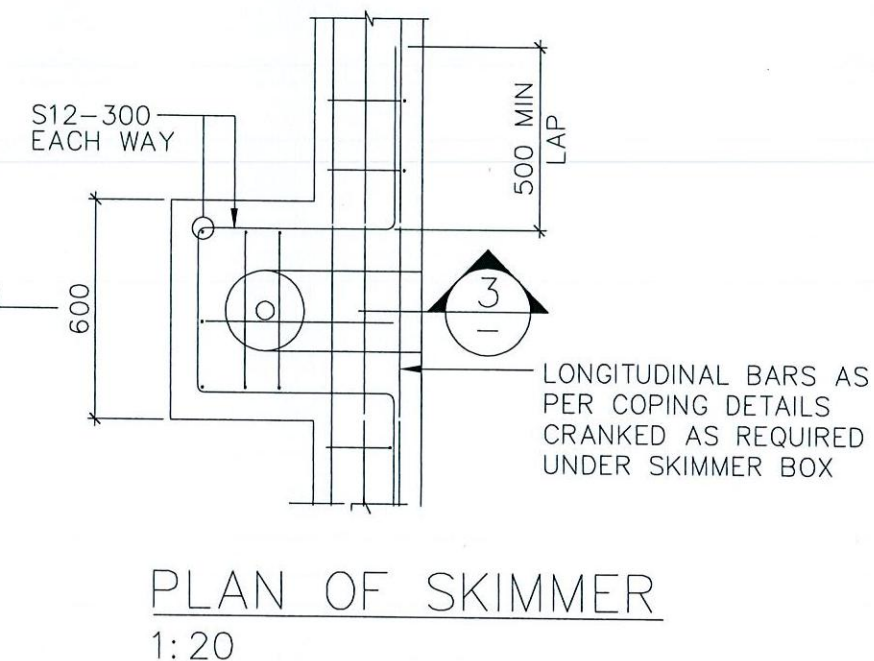 S12-300
EACH WAY
500 MIN
LAP
600
3
-
LONGITUDINAL BARS AS
PER COPING DETAILS
CRANKED AS REQUIRED
UNDER SKIMMER BOX
PLAN OF SKIMMER
1:20